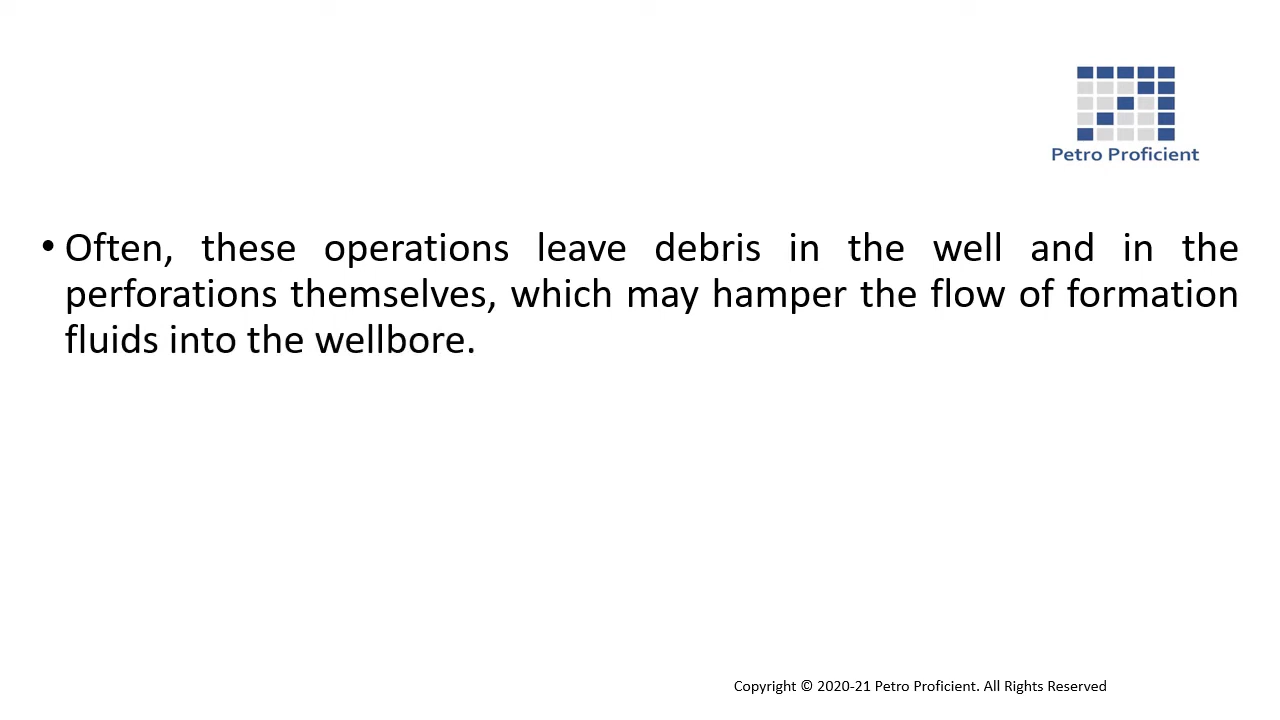 Petro Proficient
• Often, these operations leave debris in the well and in the
perforations themselves, which may hamper the flow of formation
fluids into the wellbore.
Copyright © 2020-21 Petro Proficient. All Rights Reserved